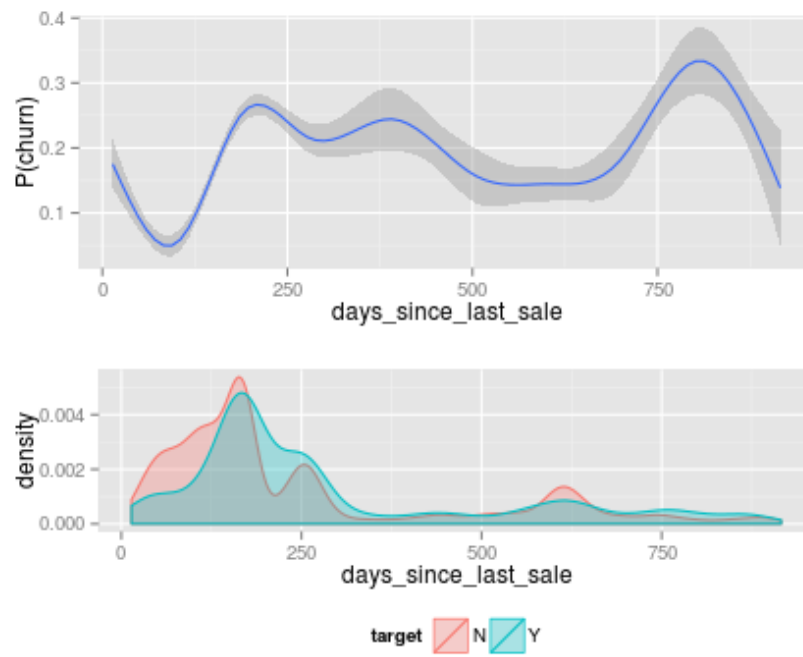 0.4
0.3
0.2
0.1
P(churn)
0 250 500 750
days_since_last_sale
0.004
0.002
0.000
density
0 250 500 750
days_since_last_sale
target N Y